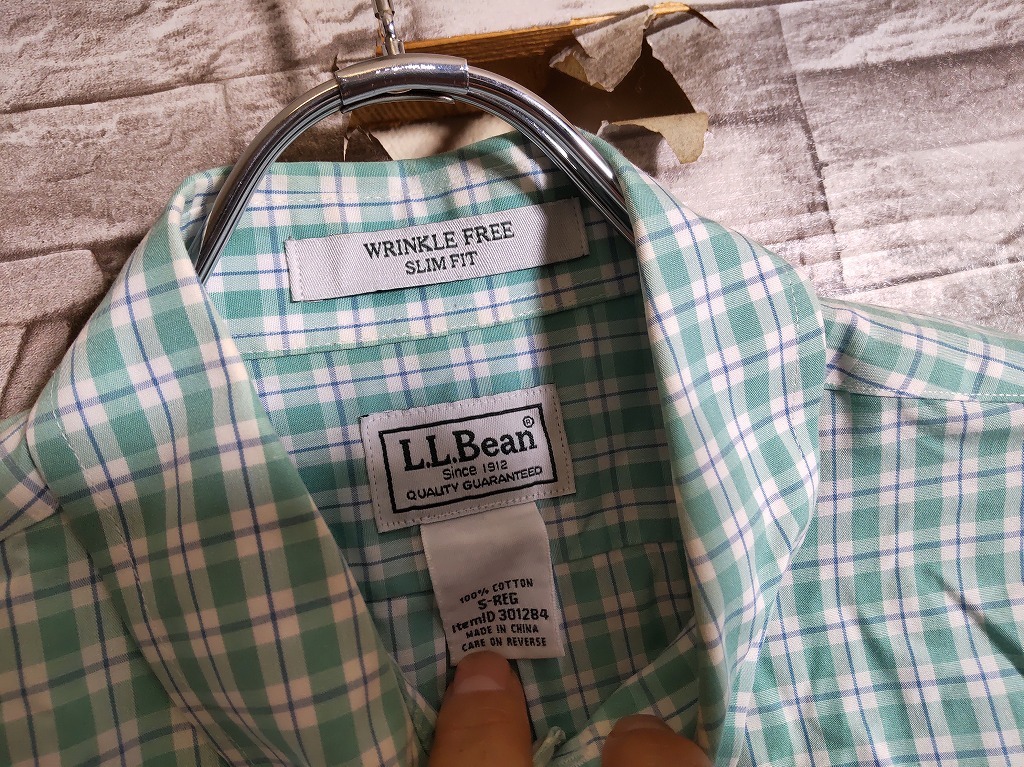 WRINKLE FREE
SLIM FIT
L.L.Bean®
Since 1912
QUALITY GUARANTEED
100% COTTON
S-REG
ItemID 301284
MADE IN CHINA
CARE ON REVERSE